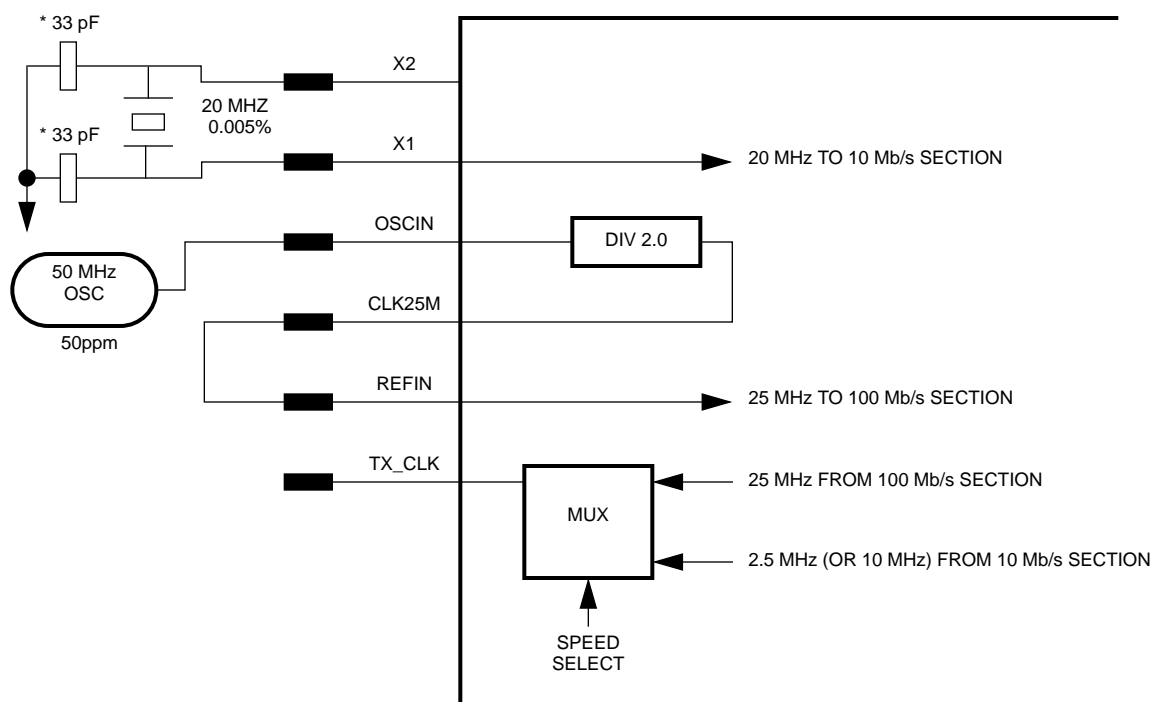 * 33 pF
X2
20 MHZ
0.005%
* 33 pF
X1
20 MHz TO 10 Mb/s SECTION
OSCIN
DIV 2.0
50 MHz
OSC
50ppm
CLK25M
REFIN
25 MHz TO 100 Mb/s SECTION
TX_CLK
25 MHz FROM 100 Mb/s SECTION
MUX
2.5 MHz (OR 10 MHz) FROM 10 Mb/s SECTION
SPEED
SELECT